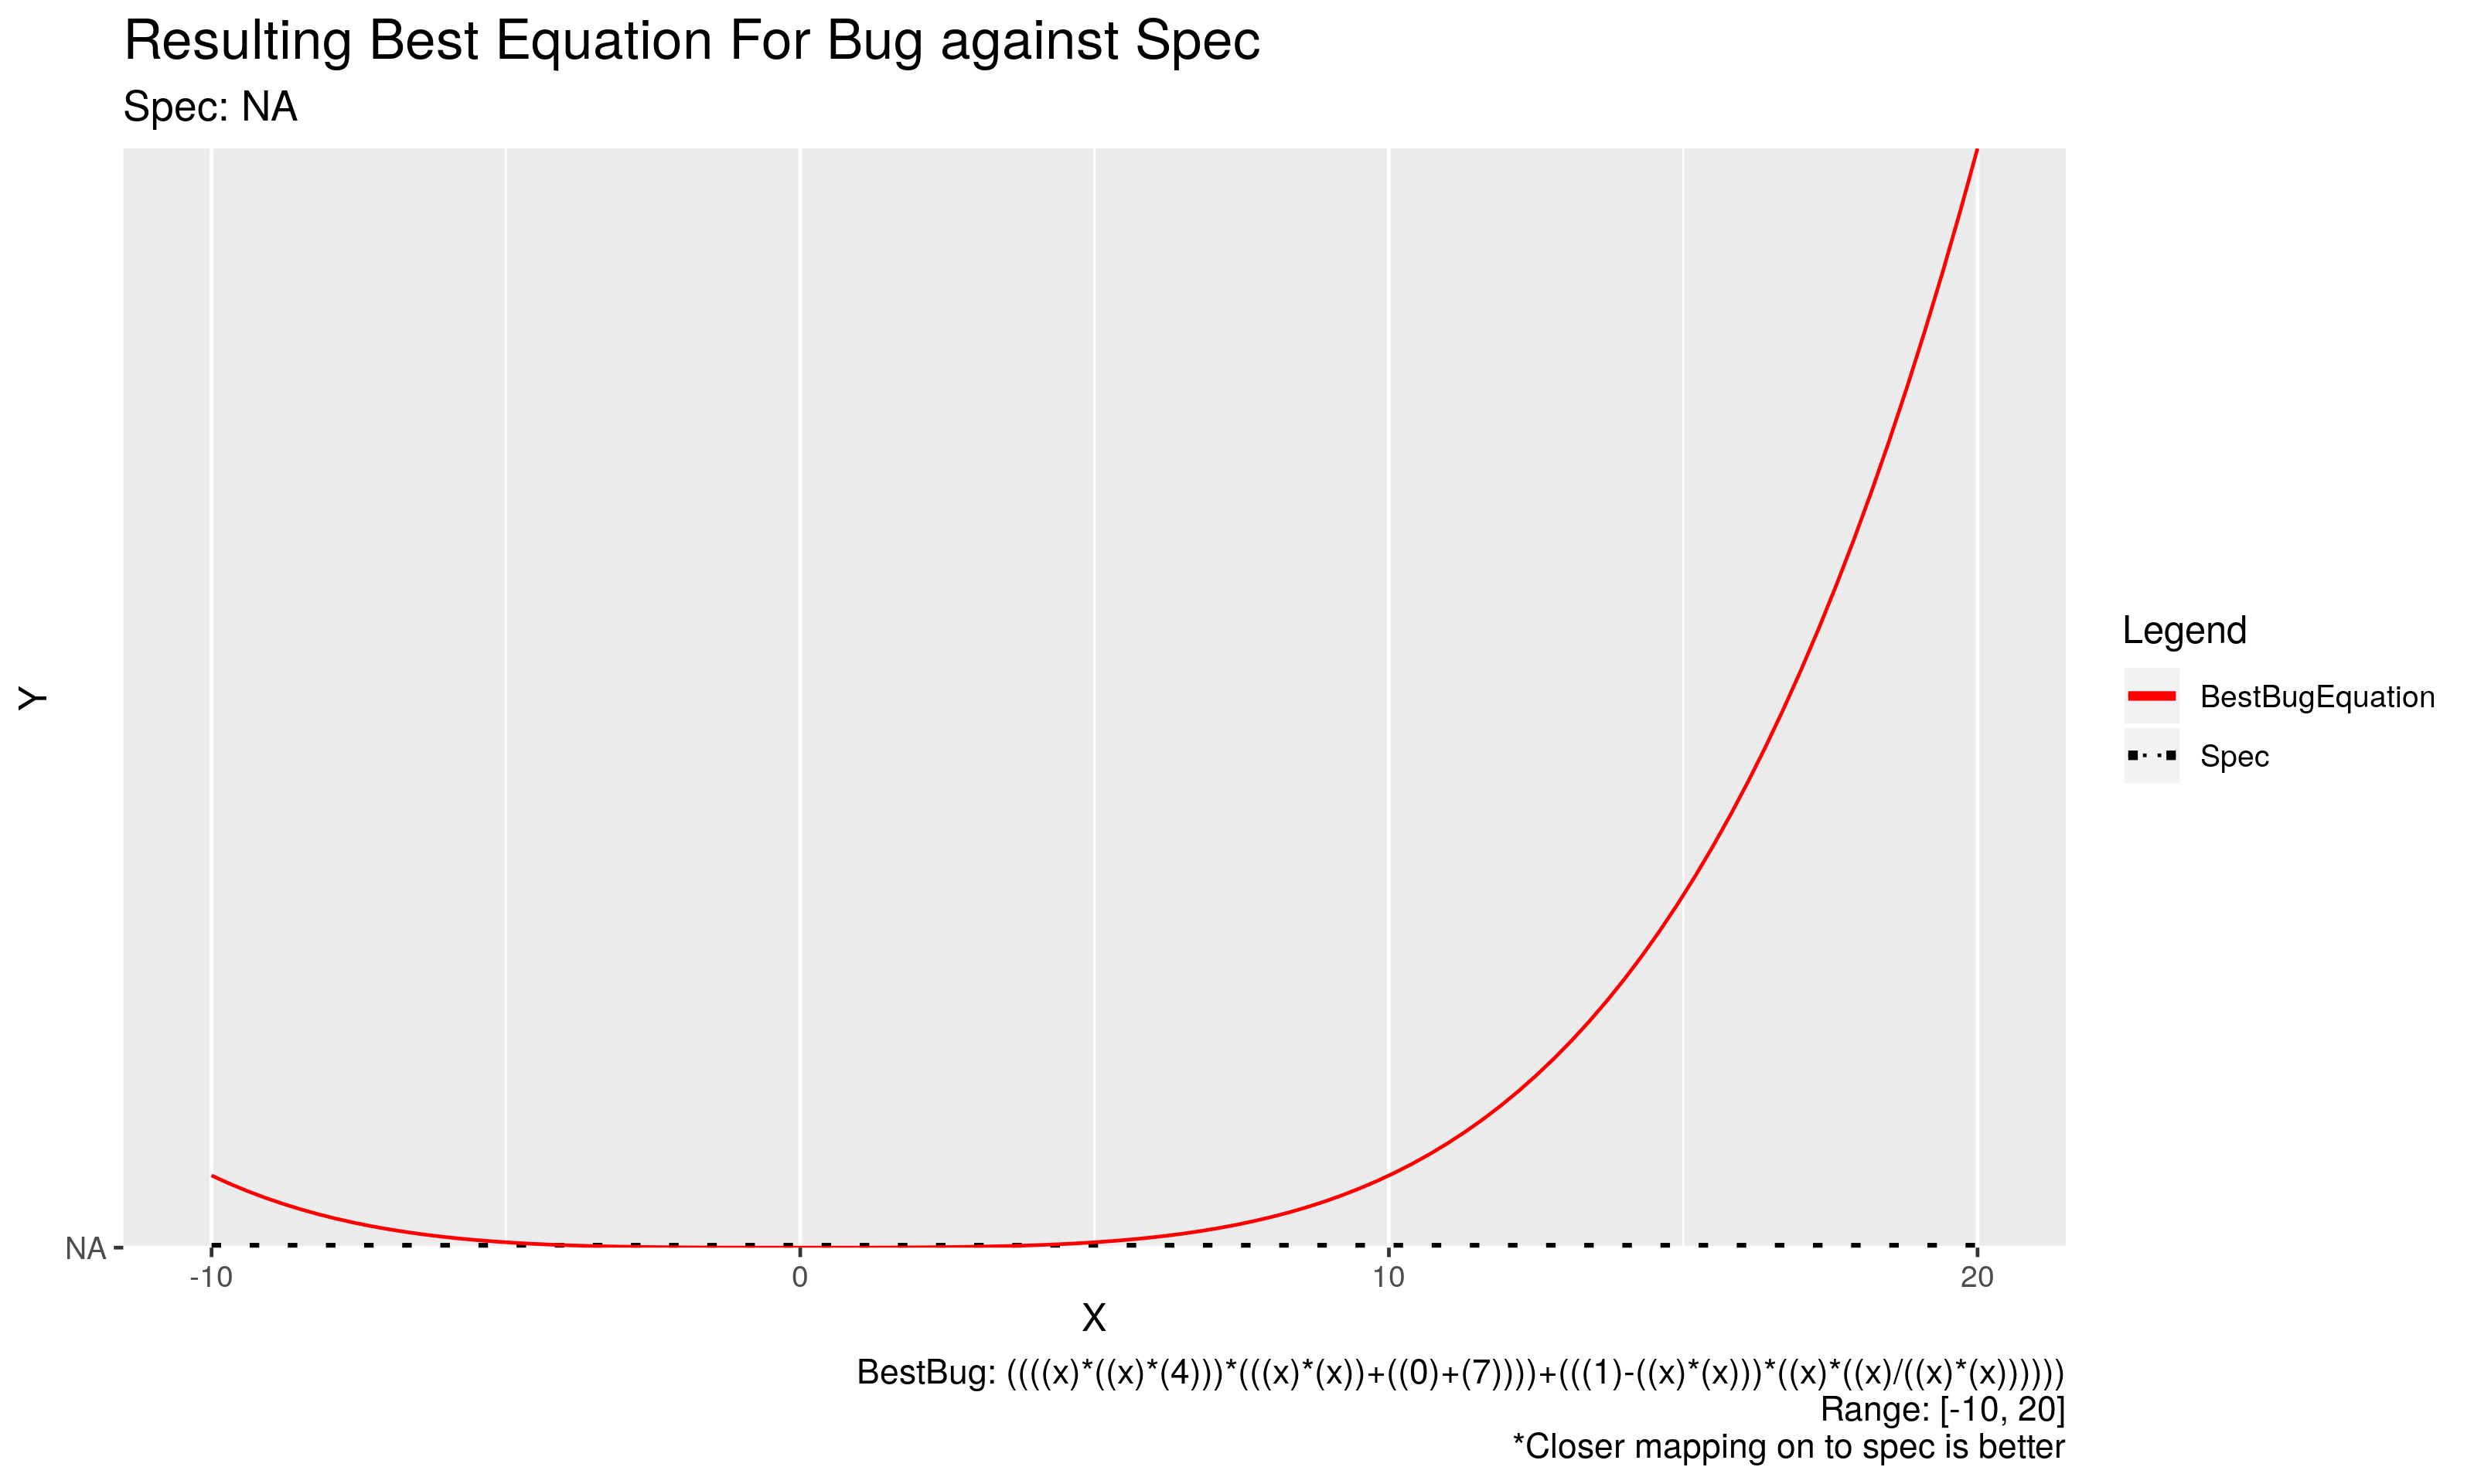 Resulting Best Equation For Bug against Spec
Spec: NA
Y
NA
-10
0
10
20
X
Legend
BestBugEquation
Spec
BestBug: ((((x)*((x)*(4)))*(((x)*(x))+((0)+(7))))+(((1)-((x)*(x)))*((x)*((x)/((x)*(x))))))
Range: [-10, 20]
*Closer mapping on to spec is better